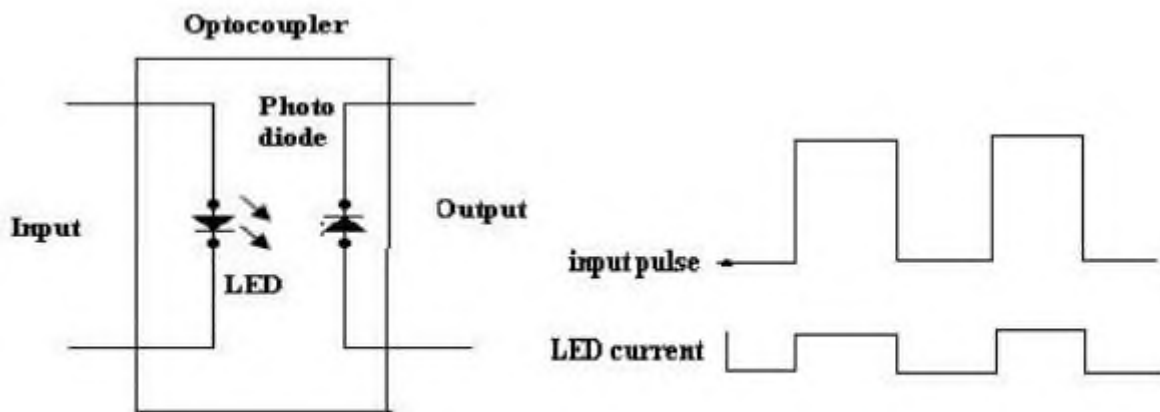 Optocoupler
Photo
diode
Input
Output
LED
input pulse
LED current